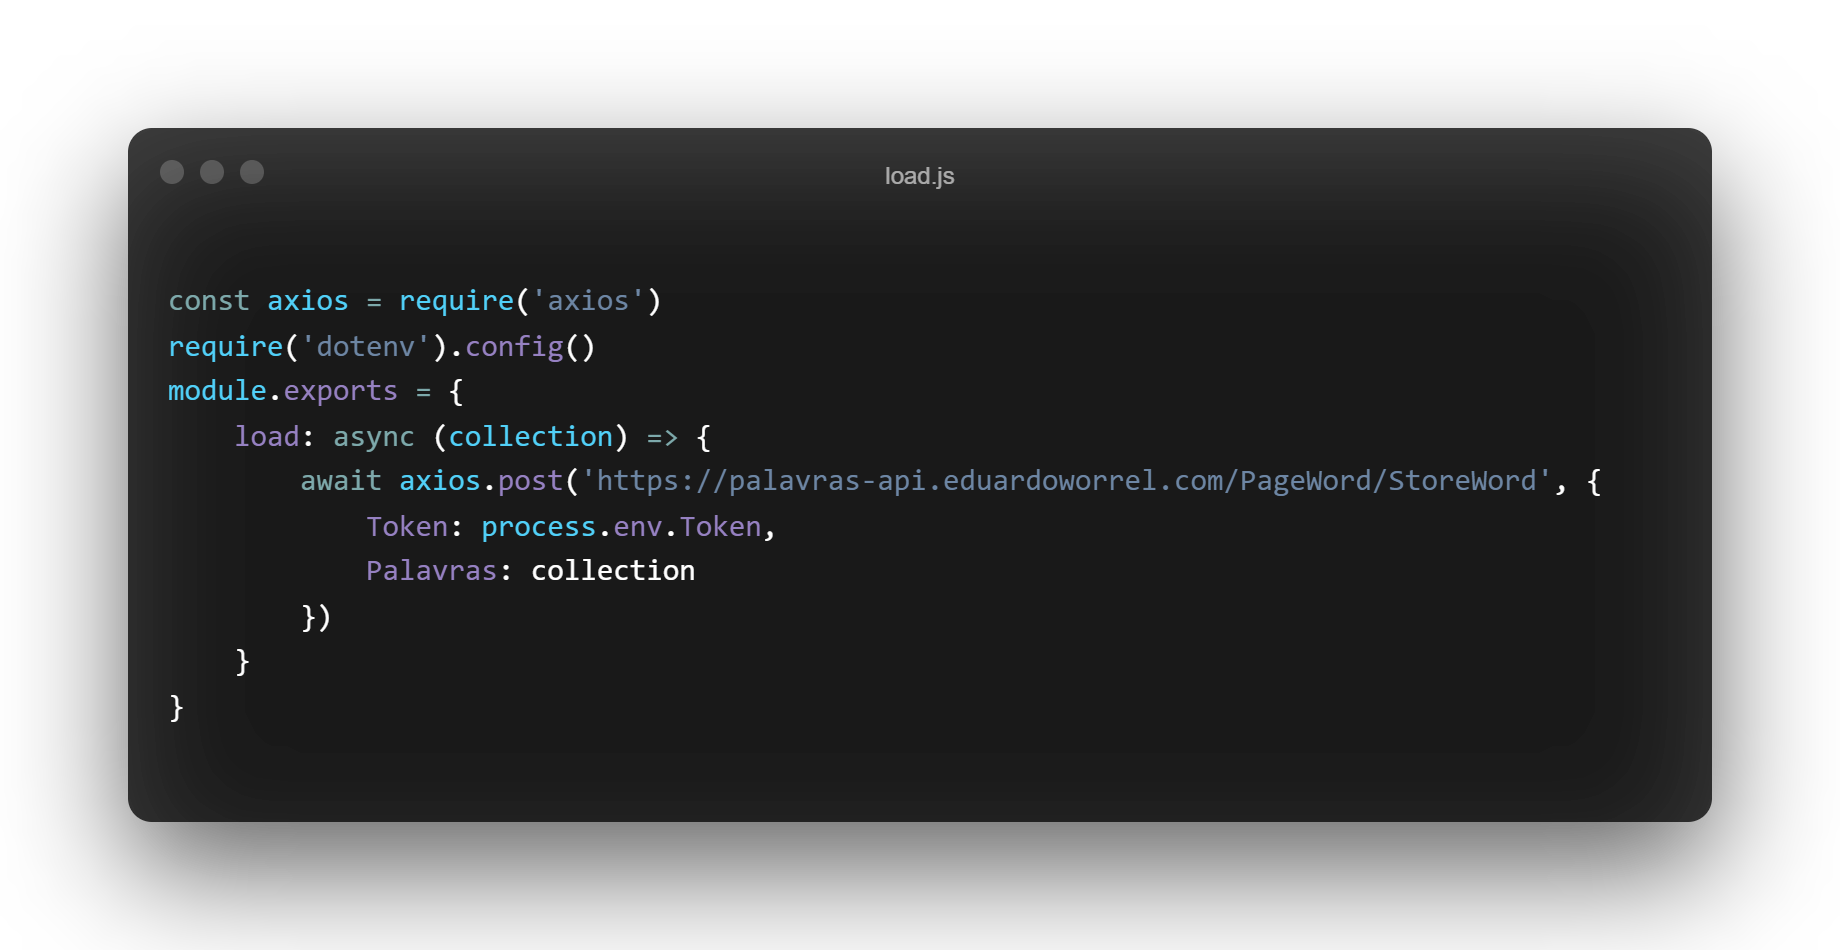 load.js
const axios = require('axios')
require('dotenv').config()
module.exports = {
    load: async (collection) => {
        await axios.post('https://palavras-api.eduardoworrel.com/PageWord/StoreWord', {
            Token: process.env.Token,
            Palavras: collection
        })
    }
}